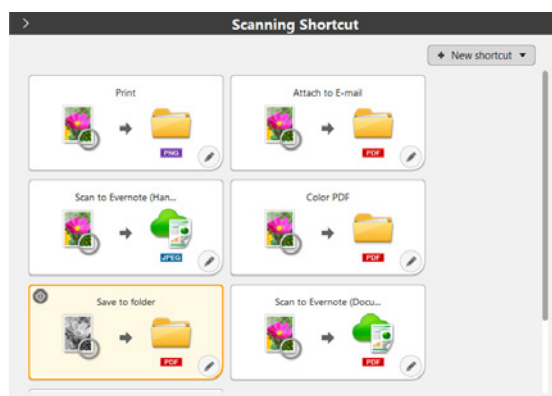 Scanning Shortcut
+ New shortcut
Print
Attach to E-mail
PNG
PDF
Scan to Evernote (Han...
Color PDF
JPEG
PDF
Save to folder
Scan to Evernote (Docu...
PDF
PDF